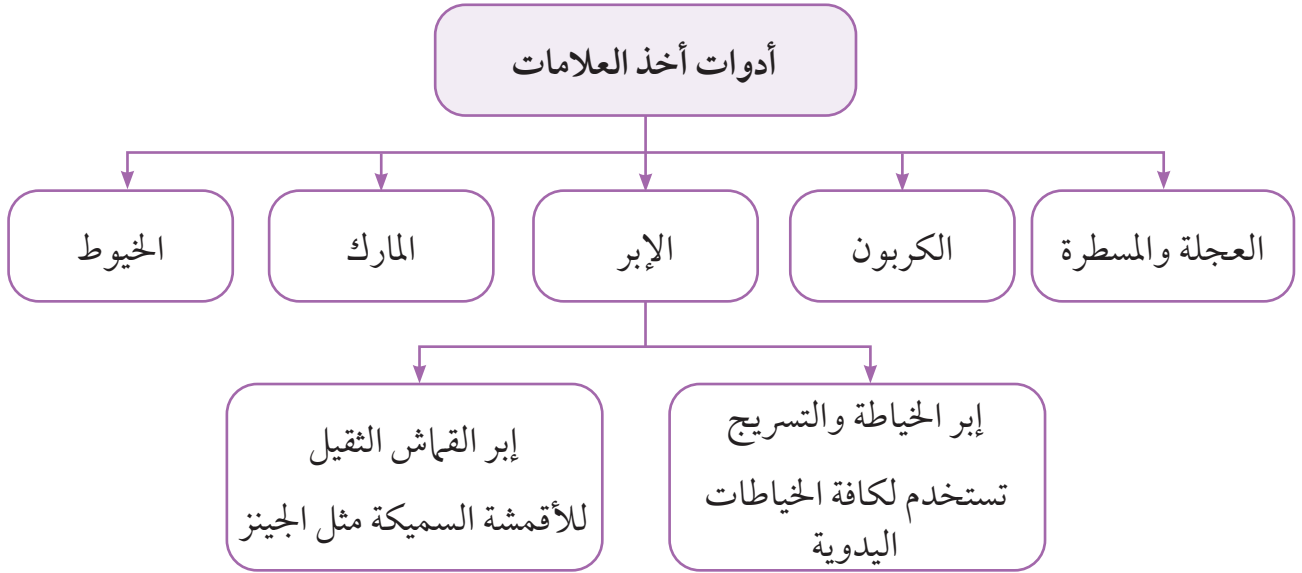 أدوات أخذ العلامات
العجلة والمسطرة
الكربون
الإبر
المارك
الخيوط
إبر الخياطة والتسريج
تستخدم لكافة الخياطات
اليدوية
إبر القماش الثقيل
للأقمشة السميكة مثل الجينز